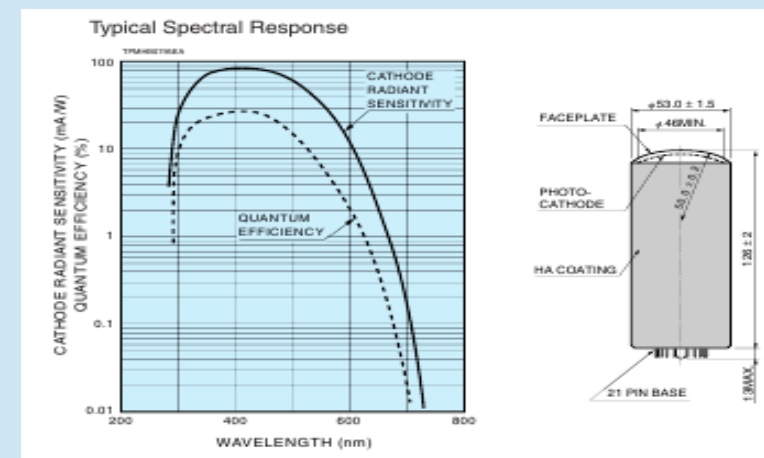 Typical Spectral Response
100
10
1
0.1
0.01
200
400
600
800
CATHODE RADIANT SENSITIVITY (mA/W)
QUANTUM EFFICIENCY (%)
WAVELENGTH (nm)
CATHODE
RADIANT
SENSITIVITY
QUANTUM
EFFICIENCY
φ53.0 ± 1.5
φ46MIN.
FACEPLATE
PHOTO-
CATHODE
HA COATING
126 ± 2
13MAX.
21 PIN BASE